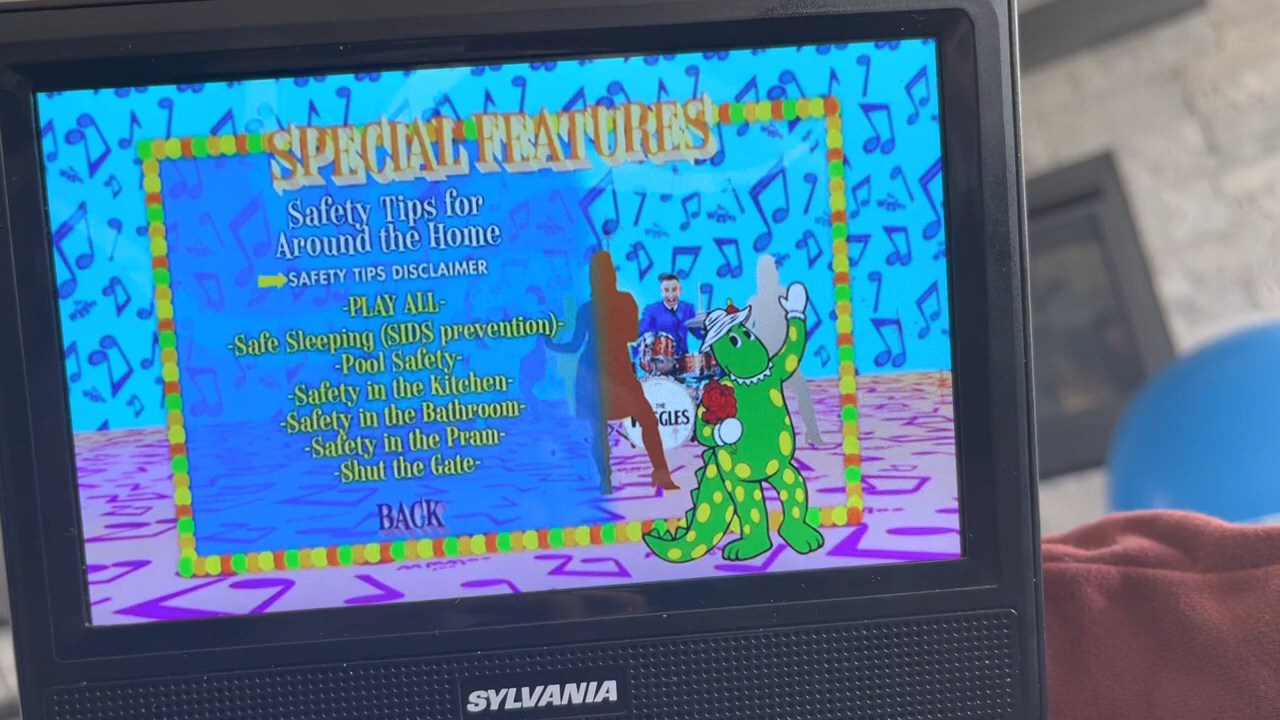 SPECIAL FEATURES
Safety Tips for
Around the Home
SAFETY TIPS DISCLAIMER
-PLAY ALL-
-Safe Sleeping (SIDS prevention)-
-Pool Safety-
-Safety in the Kitchen-
-Safety in the Bathroom-
-Safety in the Pram-
-Shut the Gate-
BACK
THE
WIGGLES
SYLVANIA